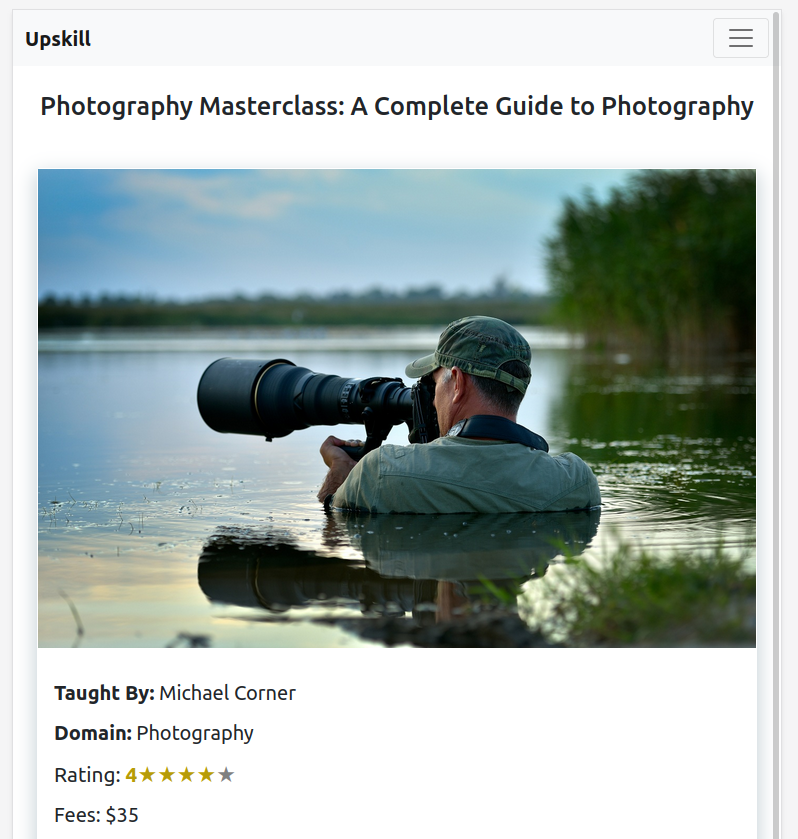 Upskill
Photography Masterclass: A Complete Guide to Photography
Taught By: Michael Corner
Domain: Photography
Rating: 4★★★★★
Fees: $35